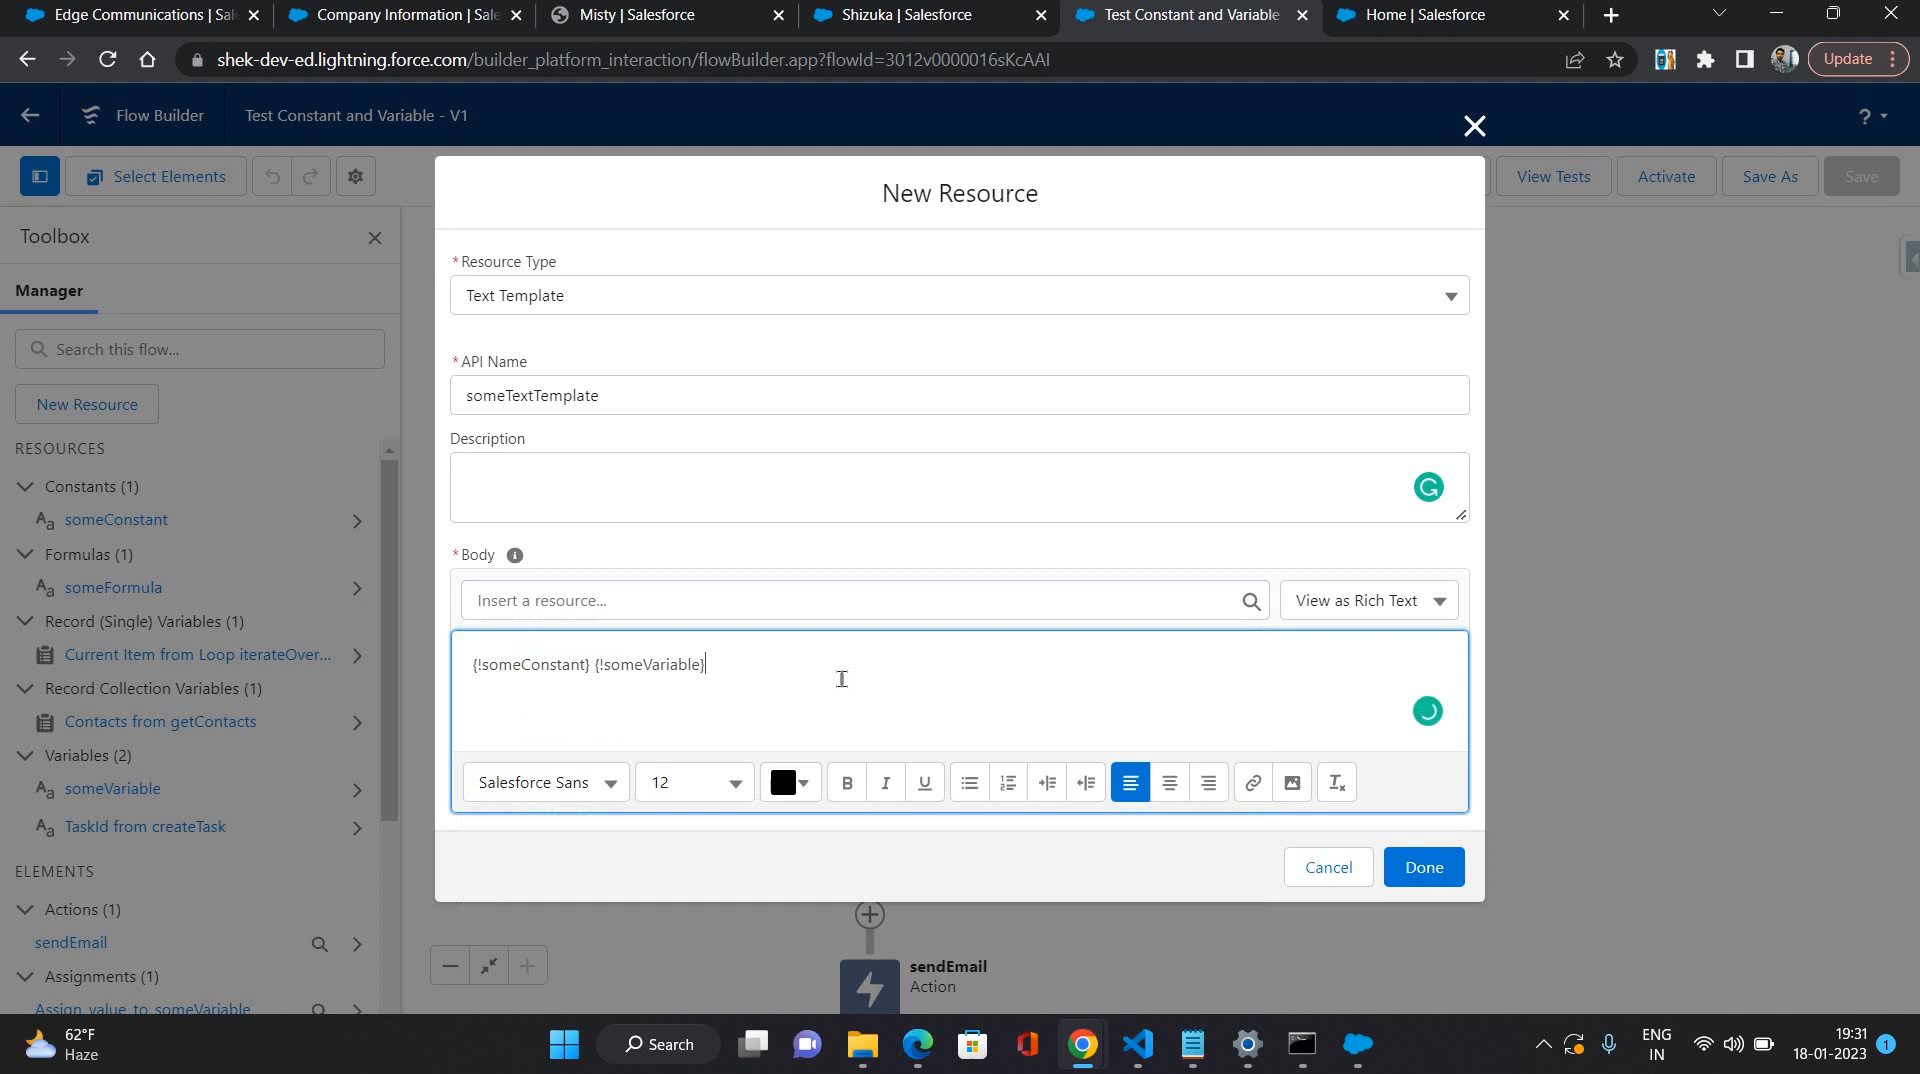 Edge Communications | Sal
Company Information | Sale
Misty | Salesforce
Shizuka | Salesforce
Test Constant and Variable
Home | Salesforce
shek-dev-ed.lightning.force.com/builder_platform_interaction/flowBuilder.app?flowId=3012v0000016sKcAAI
Update
Flow Builder
Test Constant and Variable - V1
?
Select Elements
View Tests
Activate
Save As
Save
Toolbox
Manager
Search this flow...
New Resource
RESOURCES
Constants (1)
Aa someConstant
Formulas (1)
Aa someFormula
Record (Single) Variables (1)
Current Item from Loop iterateOver...
Record Collection Variables (1)
Contacts from getContacts
Variables (2)
Aa someVariable
Aa TaskId from createTask
ELEMENTS
Actions (1)
sendEmail
Assignments (1)
Assign value to someVariable
New Resource
* Resource Type
Text Template
* API Name
someTextTemplate
Description
* Body
Insert a resource...
View as Rich Text
{!someConstant} {!someVariable}
Salesforce Sans
12
B I U
Cancel
Done
sendEmail
Action
62°F
Haze
Search
ENG
IN
19:31
18-01-2023
1